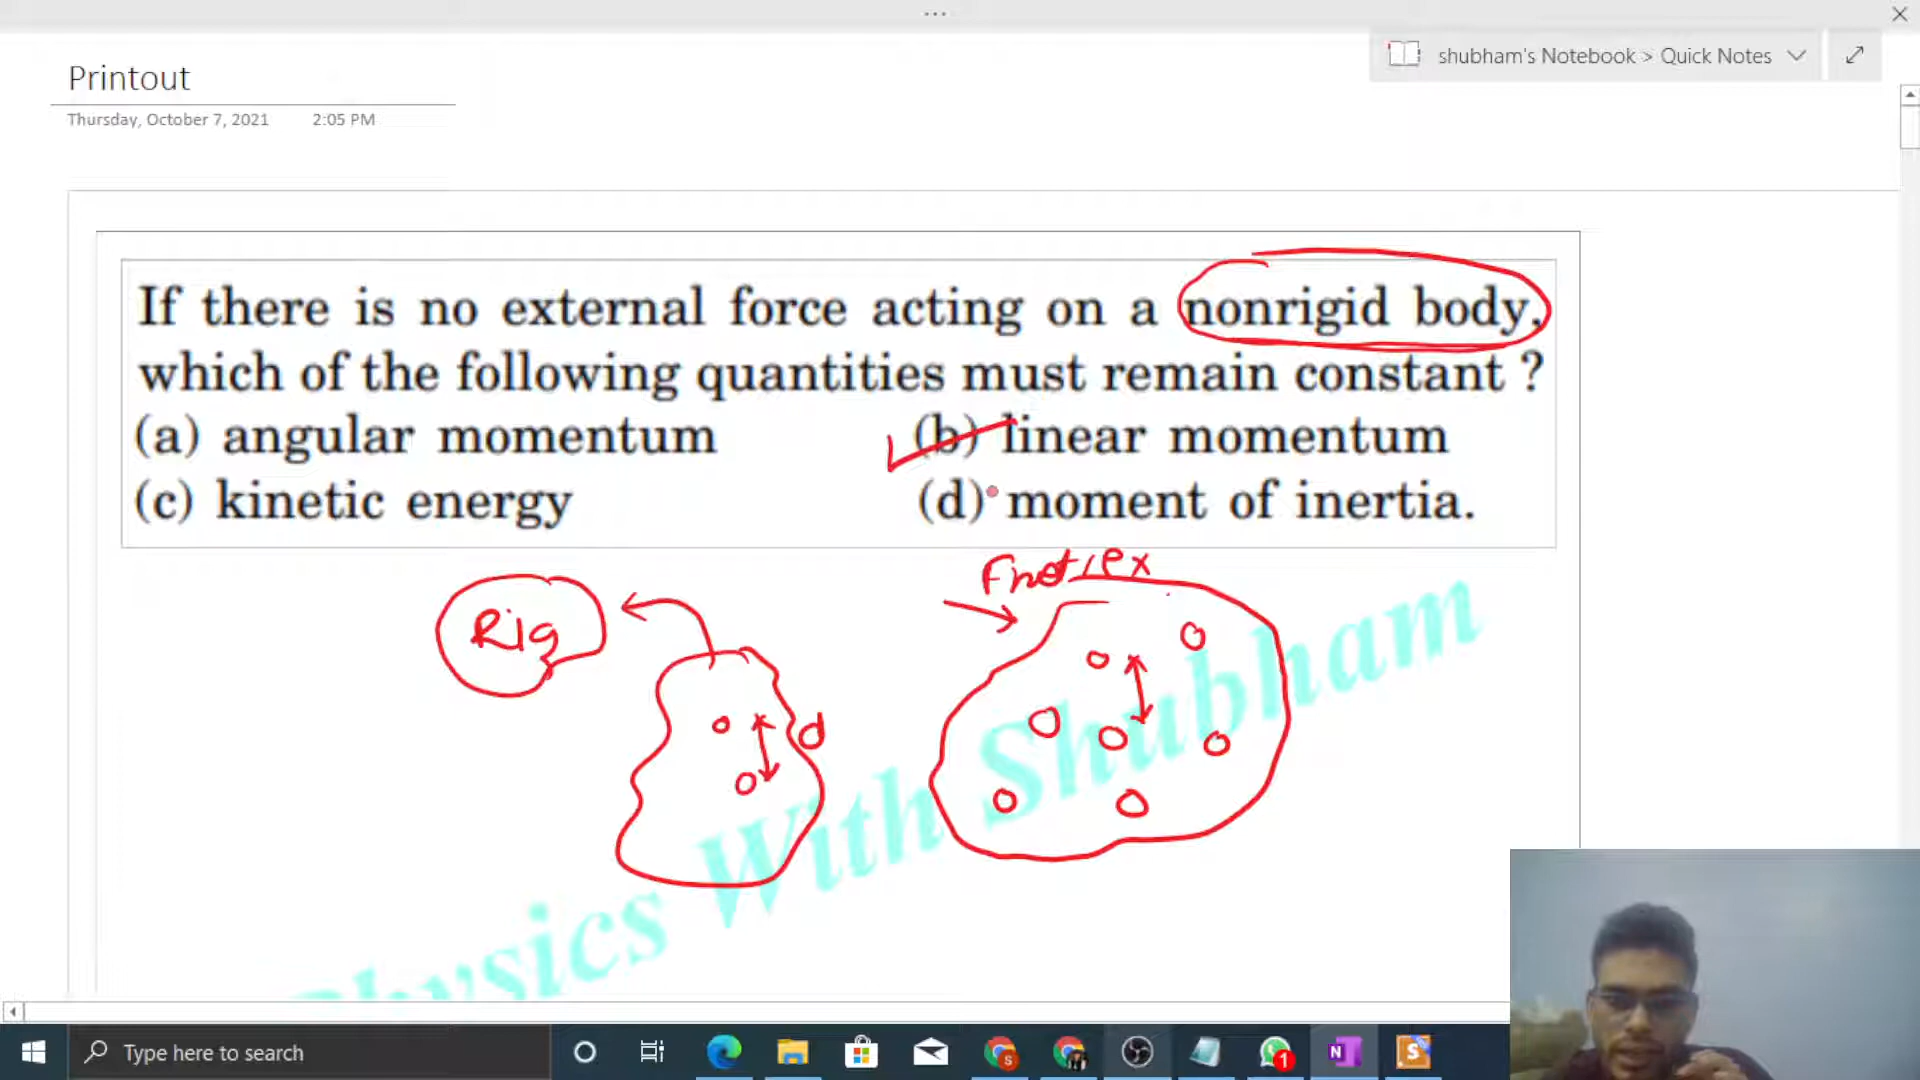 shubham's Notebook > Quick Notes
Printout
Thursday, October 7, 2021 2:05 PM
If there is no external force acting on a nonrigid body,
which of the following quantities must remain constant ?
(a) angular momentum (b) linear momentum
(c) kinetic energy (d) moment of inertia.
Rig
d
ex
Physics With Shubham
Type here to search
S
1
N
S